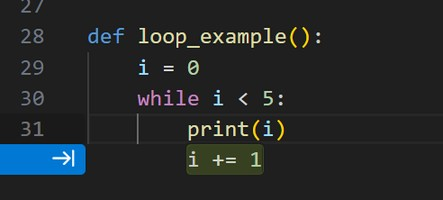 27
28 def loop_example():
29     i = 0
30     while i < 5:
31         print(i)
        i += 1